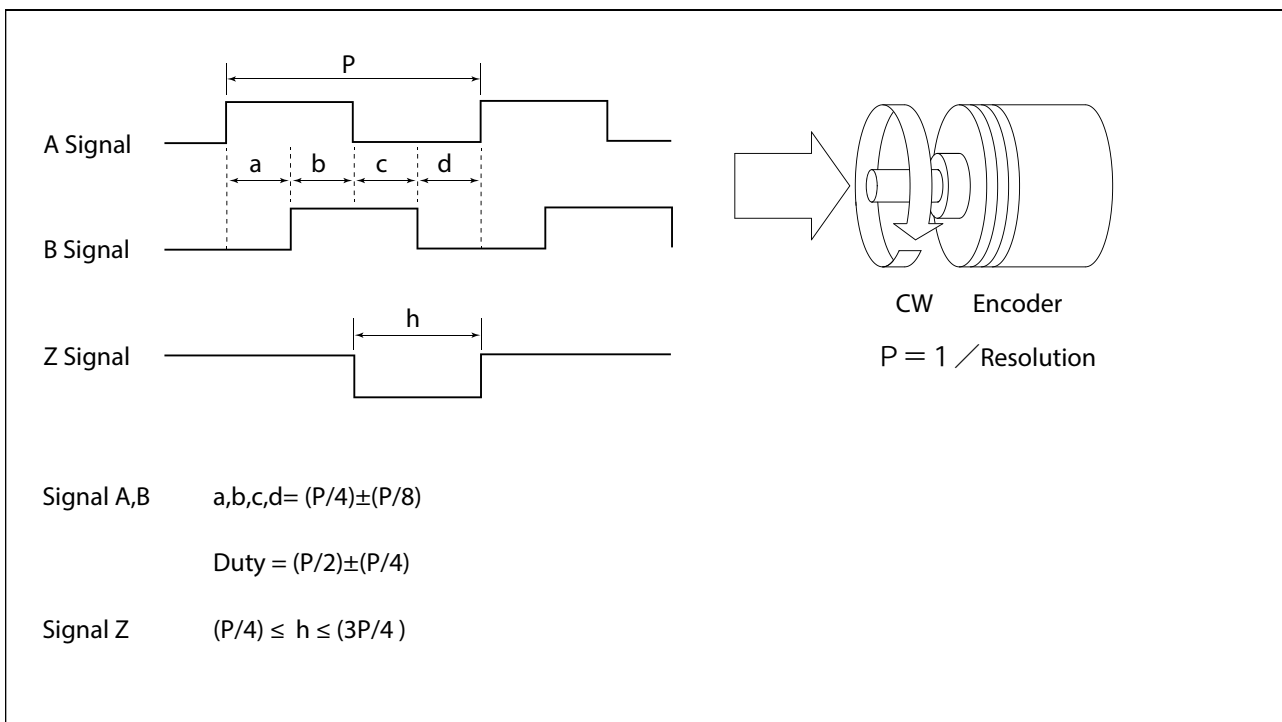 P
A Signal
a b c d
B Signal
h
Z Signal
CW Encoder
P = 1 ／Resolution
Signal A,B a,b,c,d= (P/4)±(P/8)
Duty = (P/2)±(P/4)
Signal Z (P/4) ≤ h ≤ (3P/4 )